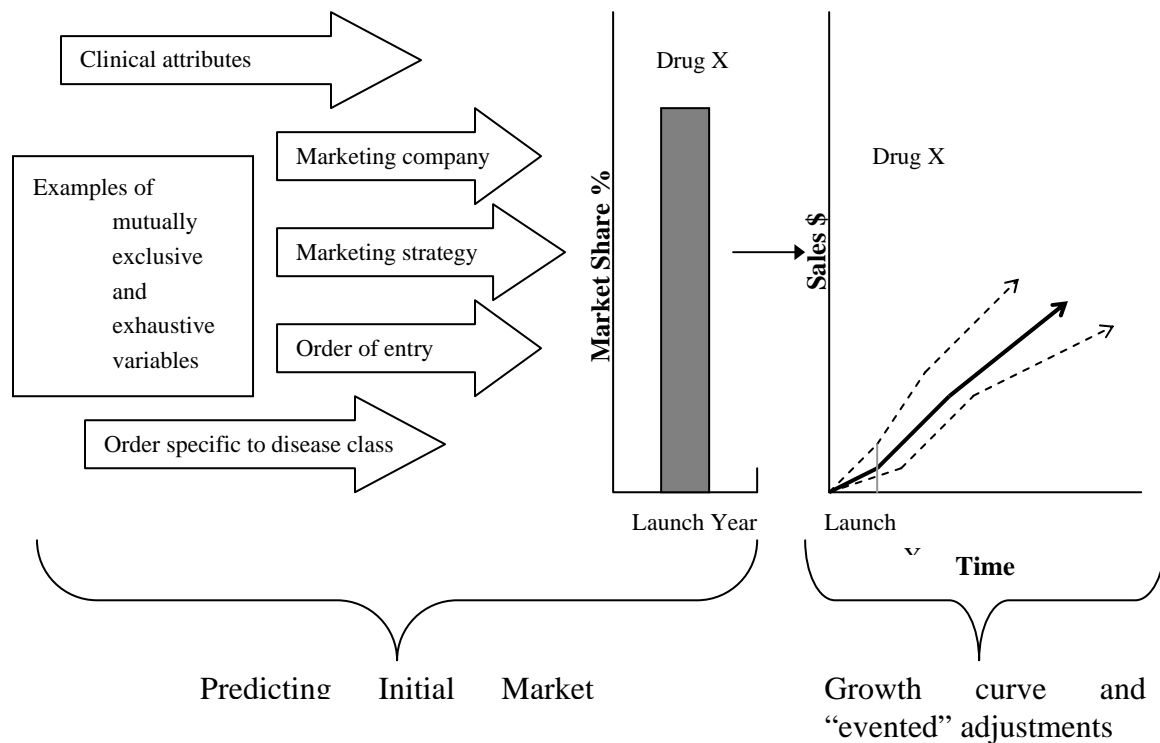 Clinical attributes
Marketing company
Examples of
mutually
exclusive
and
exhaustive
variables
Marketing strategy
Order of entry
Order specific to disease class
Market Share %
Drug X
Launch Year
Sales $
Drug X
Launch
Time
Predicting Initial Market
Growth curve and
“evented” adjustments